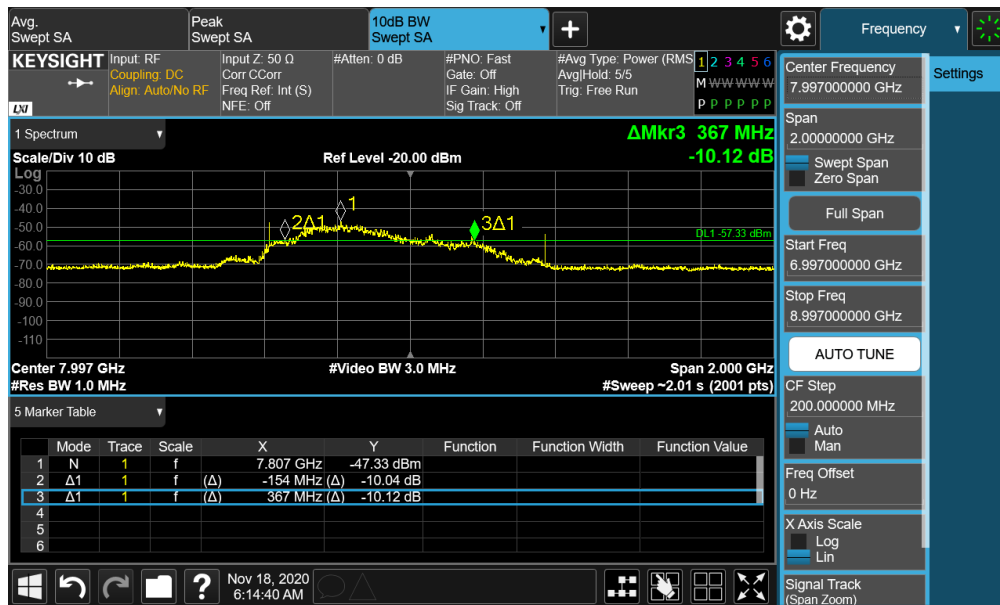 Avg.
Swept SA
Peak
Swept SA
10dB BW
Swept SA
Frequency
KEYSIGHT
LXI
Input: RF
Coupling: DC
Align: Auto/No RF
Input Z: 50 Ω
Corr CCorr
Freq Ref: Int (S)
NFE: Off
#Atten: 0 dB
#PNO: Fast
Gate: Off
IF Gain: High
Sig Track: Off
#Avg Type: Power (RMS
Avg|Hold: 5/5
Trig: Free Run
1 2 3 4 5 6
M W W W W W
P P P P P P
1 Spectrum
Scale/Div 10 dB
Ref Level -20.00 dBm
ΔMkr3 367 MHz
-10.12 dB
Log
-30.0
-40.0
-50.0
-60.0
-70.0
-80.0
-90.0
-100
-110
2Δ1
1
3Δ1
DL1 -57.33 dBm
Center 7.997 GHz
#Video BW 3.0 MHz
Span 2.000 GHz
#Res BW 1.0 MHz
#Sweep ~2.01 s (2001 pts)
5 Marker Table
Mode Trace Scale X Y Function Function Width Function Value
1 N 1 f 7.807 GHz -47.33 dBm
2 Δ1 1 f (Δ) -154 MHz (Δ) -10.04 dB
3 Δ1 1 f (Δ) 367 MHz (Δ) -10.12 dB
4
5
6
Nov 18, 2020
6:14:40 AM
Settings
Center Frequency
7.997000000 GHz
Span
2.00000000 GHz
Swept Span
Zero Span
Full Span
Start Freq
6.997000000 GHz
Stop Freq
8.997000000 GHz
AUTO TUNE
CF Step
200.000000 MHz
Auto
Man
Freq Offset
0 Hz
X Axis Scale
Log
Lin
Signal Track
(Span Zoom)